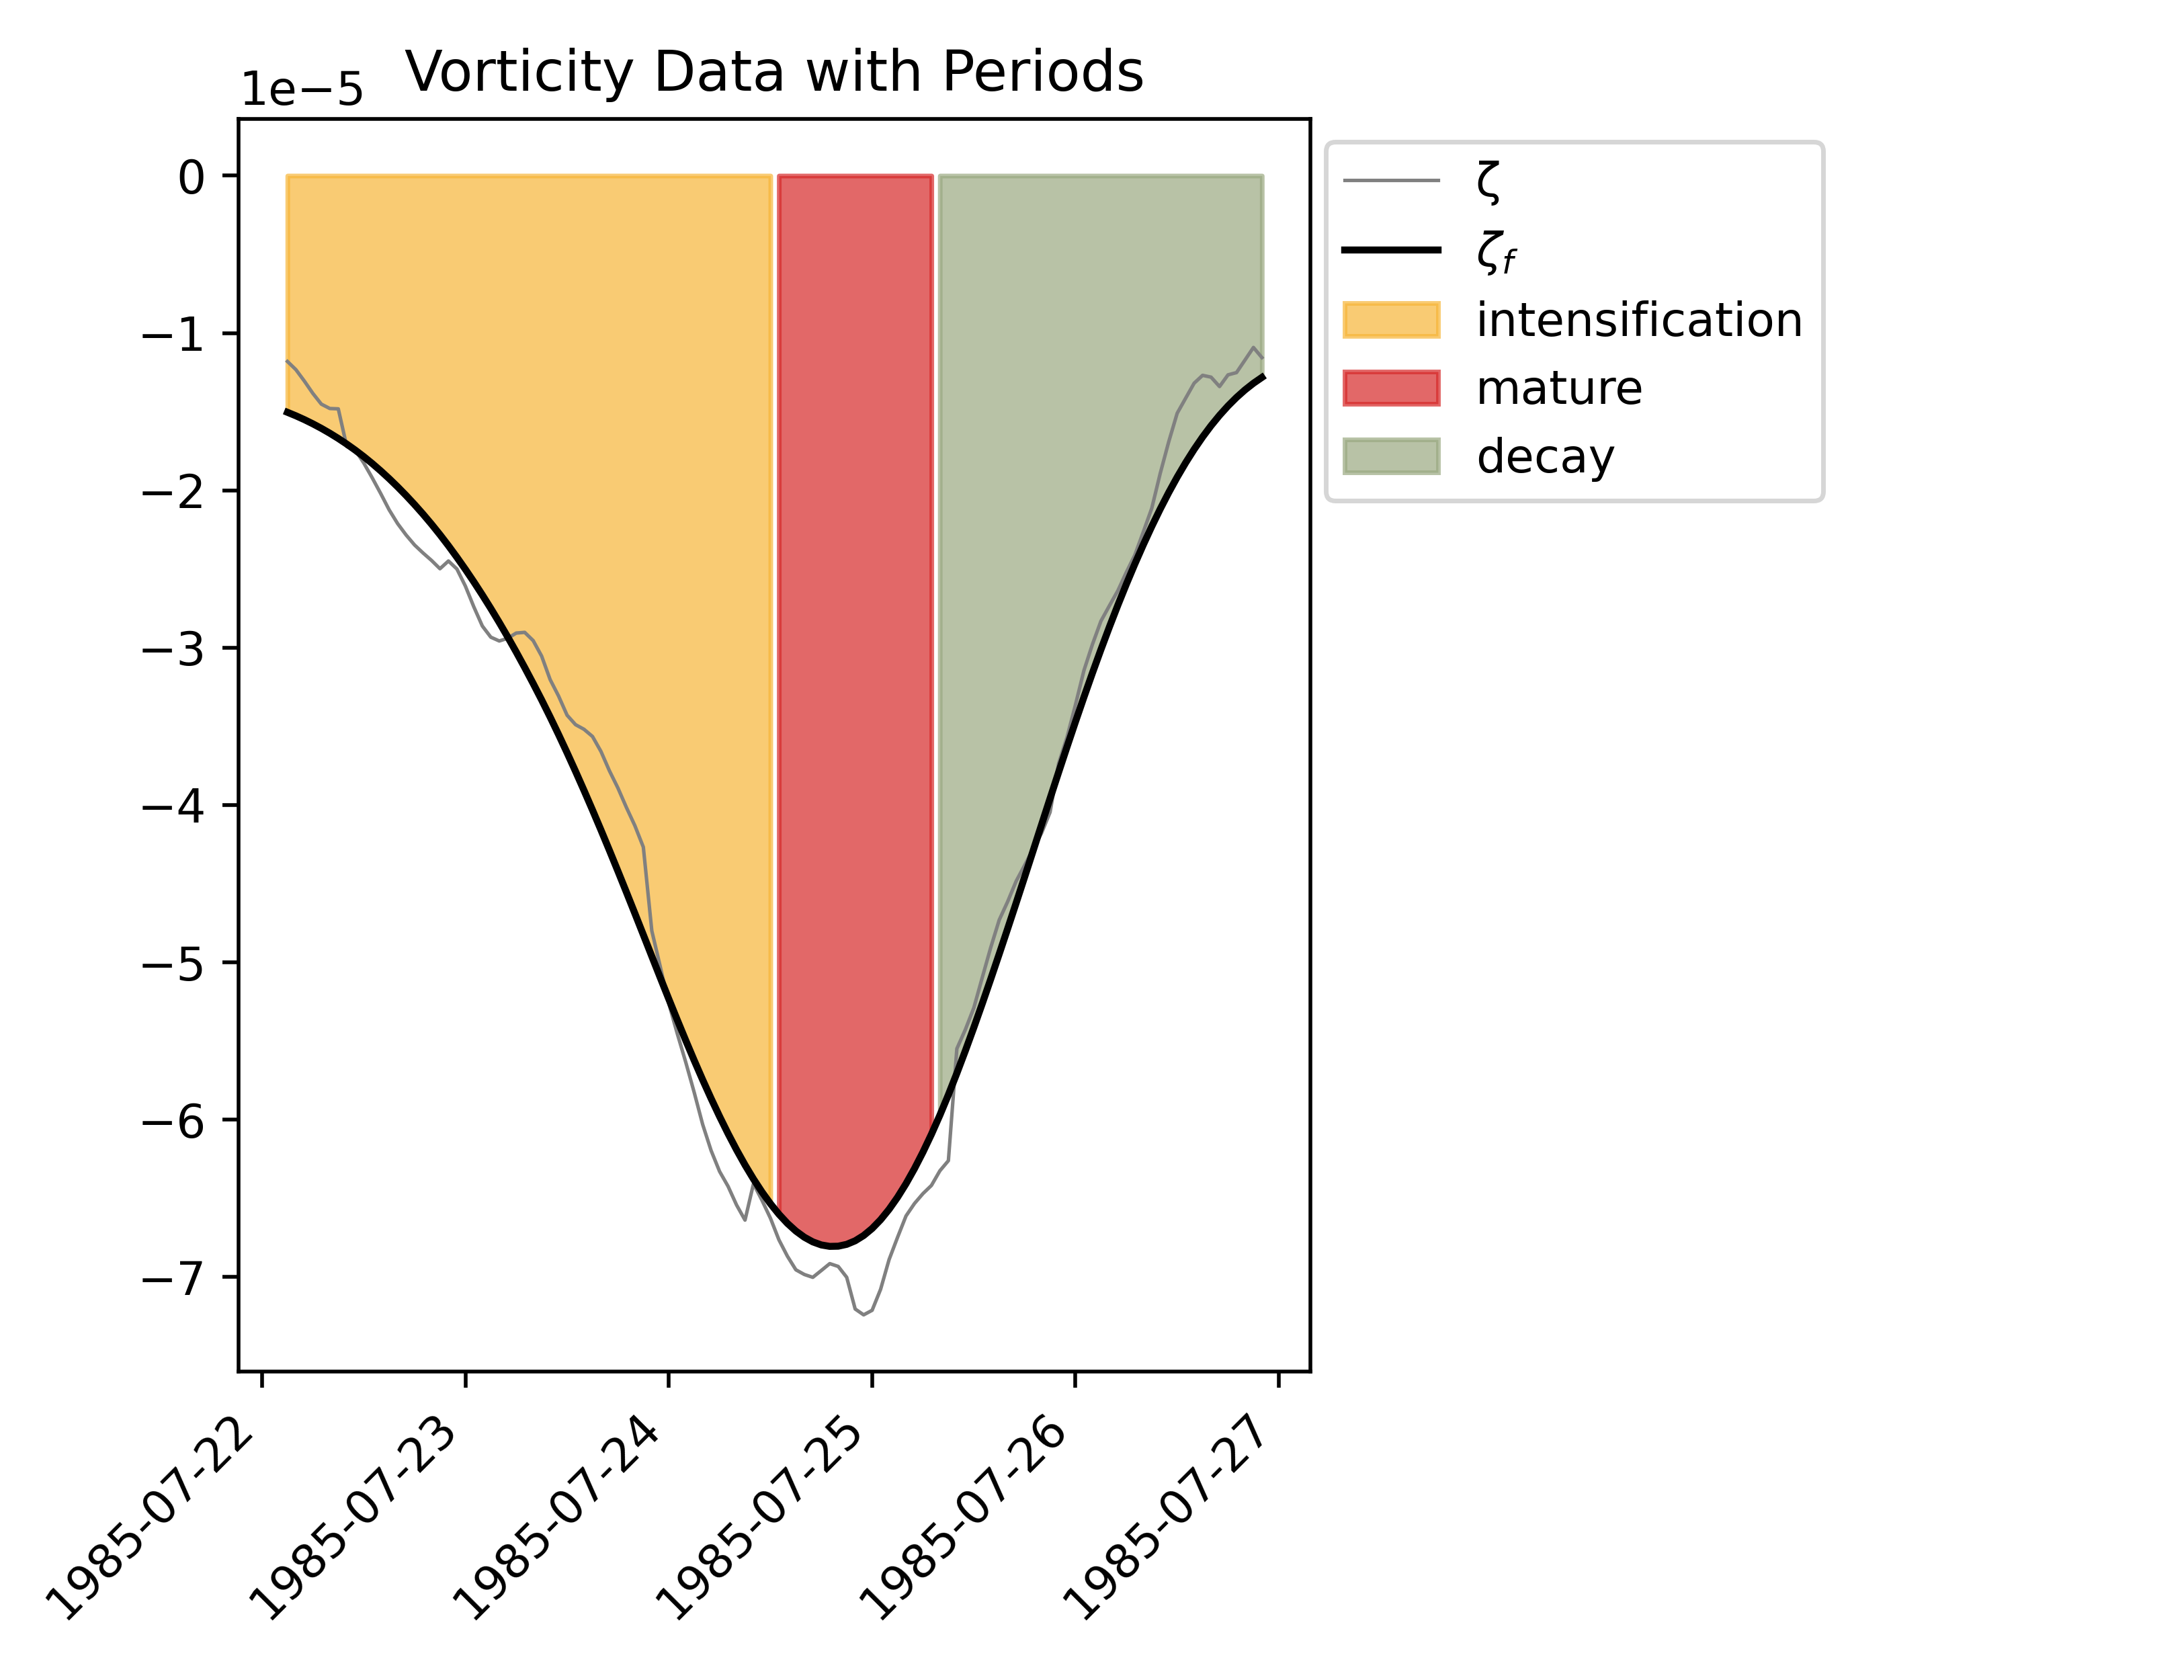 Vorticity Data with Periods
1e−5
0
−1
−2
−3
−4
−5
−6
−7
1985-07-22
1985-07-23
1985-07-24
1985-07-25
1985-07-26
1985-07-27
ζ
ζf
intensification
mature
decay